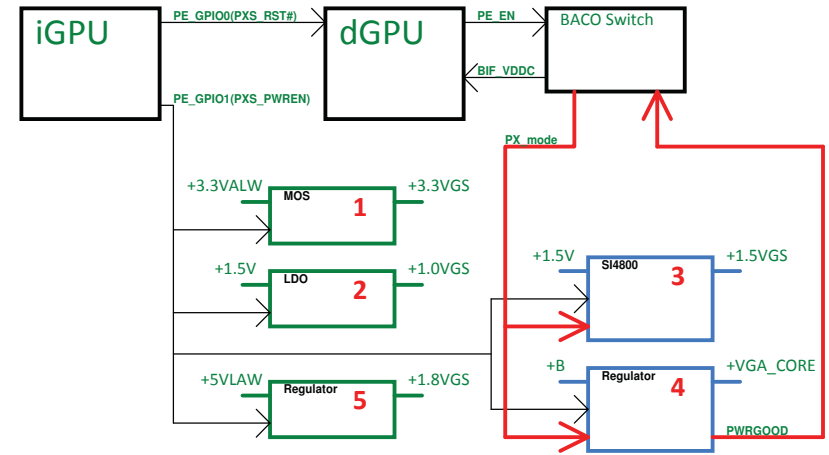 iGPU
PE_GPIO0(PXS_RST#)
dGPU
PE_EN
BACO Switch
BIF_VDDC
PE_GPIO1(PXS_PWREN)
PX_mode
+3.3VALW
MOS
1
+3.3VGS
+1.5V
LDO
2
+1.0VGS
+1.5V
SI4800
3
+1.5VGS
+5VLAW
Regulator
5
+1.8VGS
+B
Regulator
4
+VGA_CORE
PWRGOOD